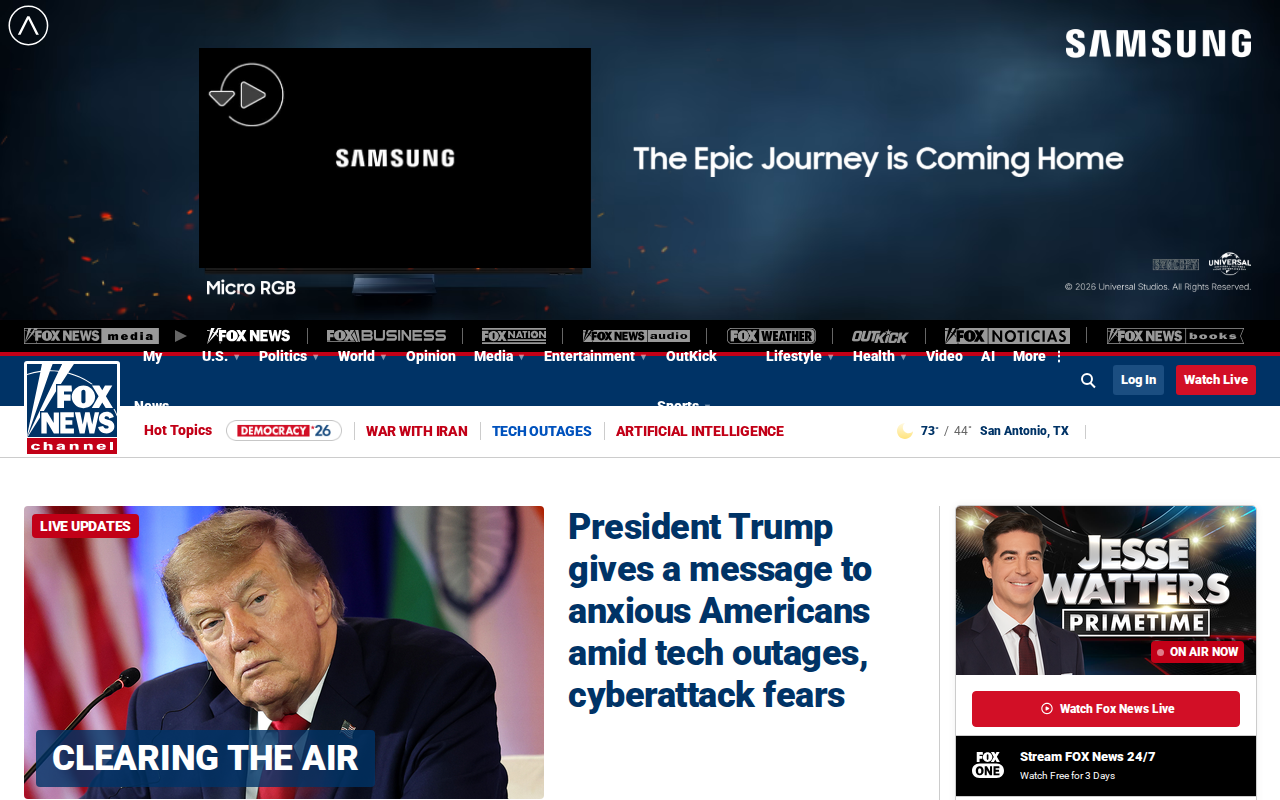 SAMSUNG
SAMSUNG
The Epic Journey is Coming Home
Micro RGB
UNIVERSAL
© 2026 Universal Studios. All Rights Reserved.
FOX NEWS media
FOX NEWS
FOX BUSINESS
FOX NATION
FOX NEWS audio
FOX WEATHER
OUTKICK
FOX NOTICIAS
FOX NEWS books
My News
U.S.
Politics
World
Opinion
Media
Entertainment
OutKick Sports
Lifestyle
Health
Video
AI
More
Log In
Watch Live
FOX
NEWS
channel
Hot Topics
DEMOCRACY '26
WAR WITH IRAN
TECH OUTAGES
ARTIFICIAL INTELLIGENCE
73° / 44° San Antonio, TX
LIVE UPDATES
CLEARING THE AIR
President Trump
gives a message to
anxious Americans
amid tech outages,
cyberattack fears
JESSE
WATTERS
PRIMETIME
ON AIR NOW
Watch Fox News Live
FOX
ONE
Stream FOX News 24/7
Watch Free for 3 Days